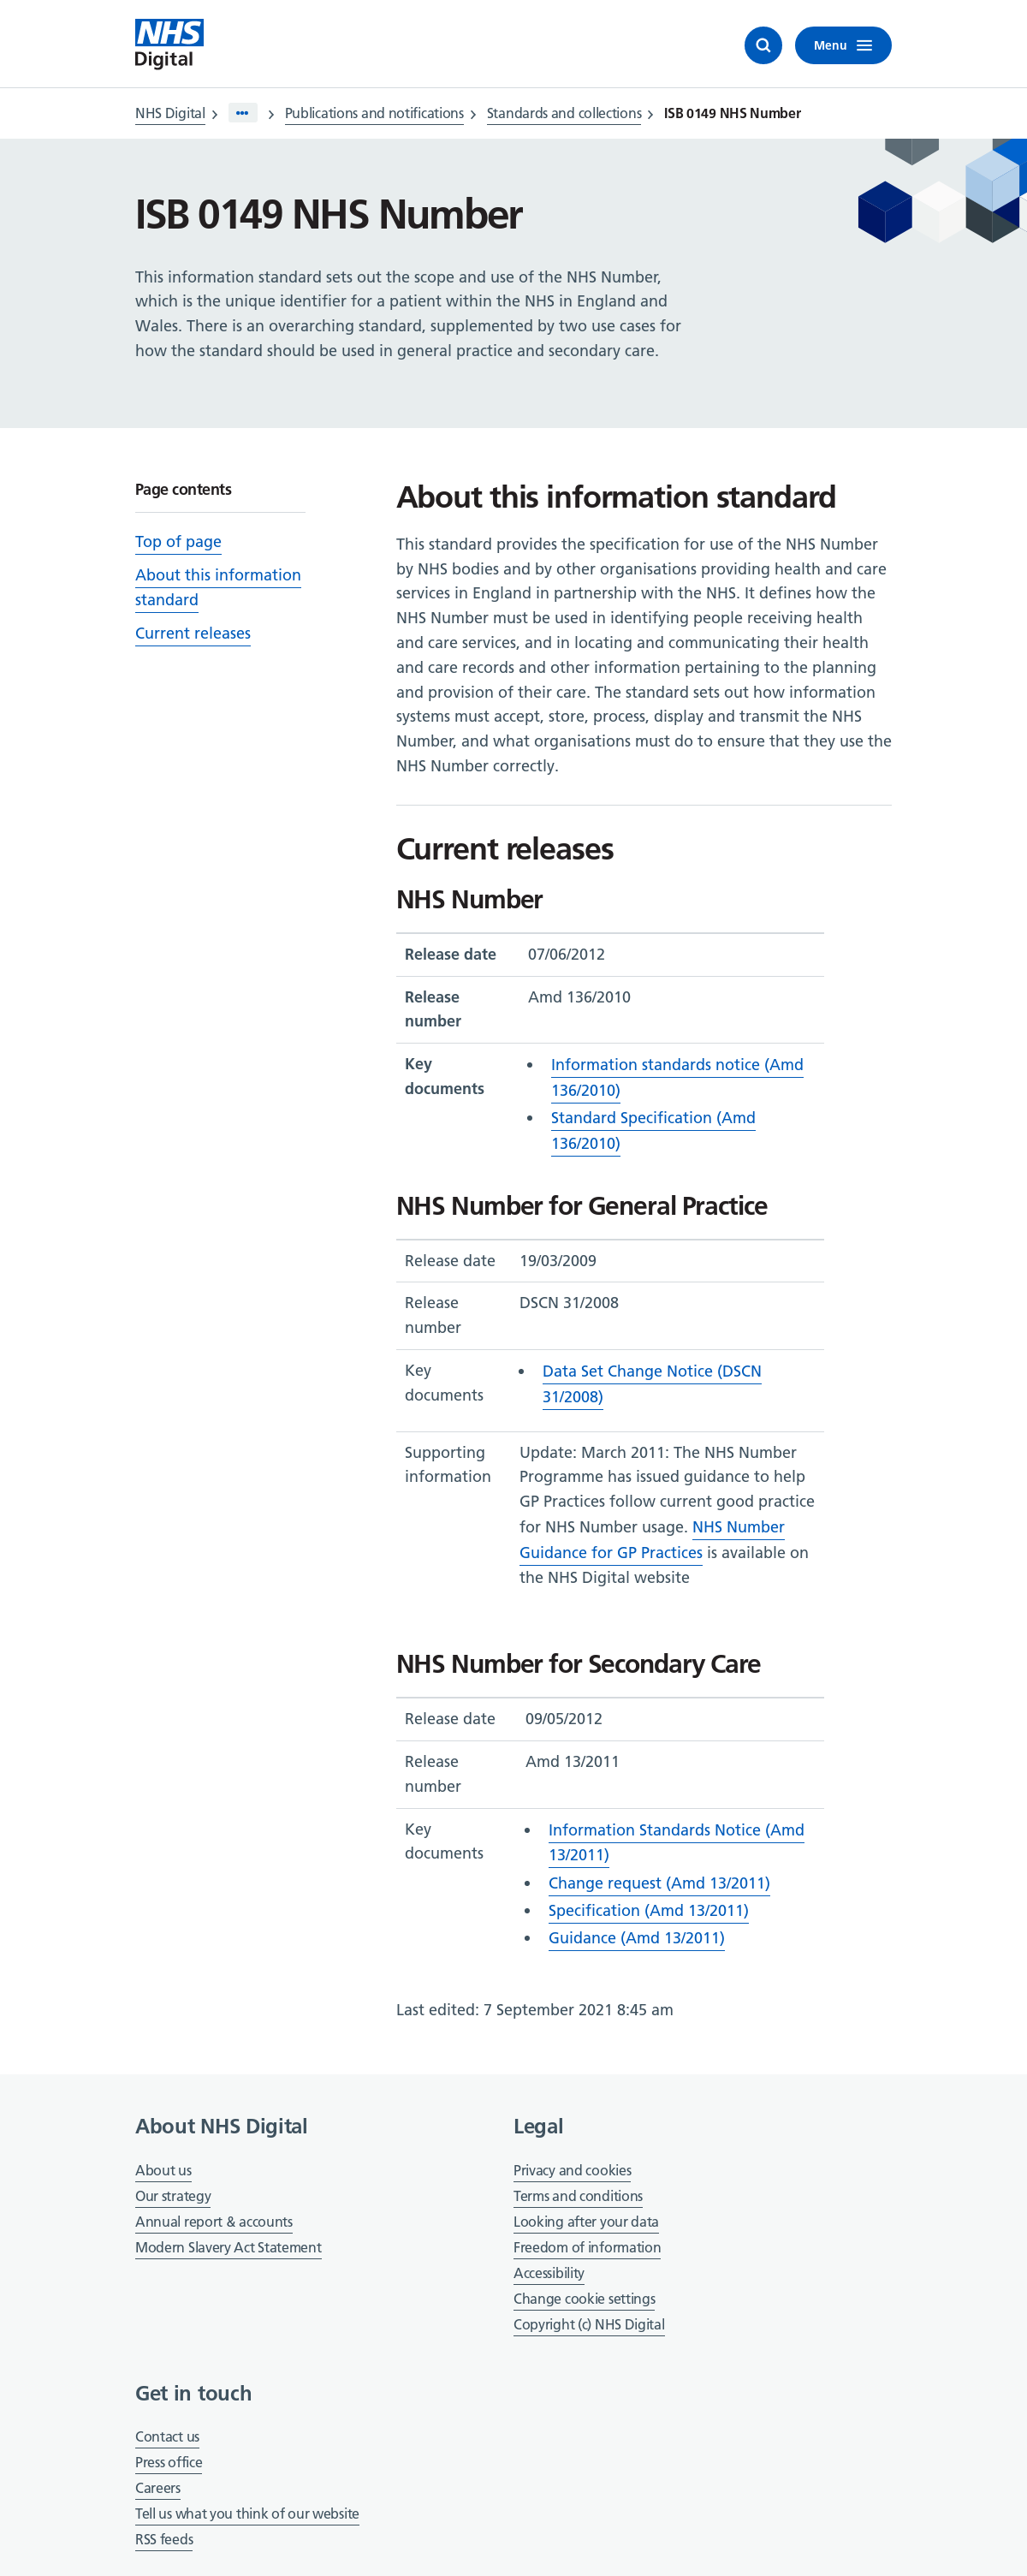 NHS
Digital
Menu
NHS Digital > ••• > Publications and notifications > Standards and collections > ISB 0149 NHS Number
ISB 0149 NHS Number
This information standard sets out the scope and use of the NHS Number,
which is the unique identifier for a patient within the NHS in England and
Wales. There is an overarching standard, supplemented by two use cases for
how the standard should be used in general practice and secondary care.
Page contents
Top of page
About this information
standard
Current releases
About this information standard
This standard provides the specification for use of the NHS Number
by NHS bodies and by other organisations providing health and care
services in England in partnership with the NHS. It defines how the
NHS Number must be used in identifying people receiving health
and care services, and in locating and communicating their health
and care records and other information pertaining to the planning
and provision of their care. The standard sets out how information
systems must accept, store, process, display and transmit the NHS
Number, and what organisations must do to ensure that they use the
NHS Number correctly.
Current releases
NHS Number
Release date 07/06/2012
Release
number
Amd 136/2010
Key
documents
• Information standards notice (Amd
136/2010)
• Standard Specification (Amd
136/2010)
NHS Number for General Practice
Release date 19/03/2009
Release
number
DSCN 31/2008
Key
documents
• Data Set Change Notice (DSCN
31/2008)
Supporting
information
Update: March 2011: The NHS Number
Programme has issued guidance to help
GP Practices follow current good practice
for NHS Number usage. NHS Number
Guidance for GP Practices is available on
the NHS Digital website
NHS Number for Secondary Care
Release date 09/05/2012
Release
number
Amd 13/2011
Key
documents
• Information Standards Notice (Amd
13/2011)
• Change request (Amd 13/2011)
• Specification (Amd 13/2011)
• Guidance (Amd 13/2011)
Last edited: 7 September 2021 8:45 am
About NHS Digital
About us
Our strategy
Annual report & accounts
Modern Slavery Act Statement
Legal
Privacy and cookies
Terms and conditions
Looking after your data
Freedom of information
Accessibility
Change cookie settings
Copyright (c) NHS Digital
Get in touch
Contact us
Press office
Careers
Tell us what you think of our website
RSS feeds